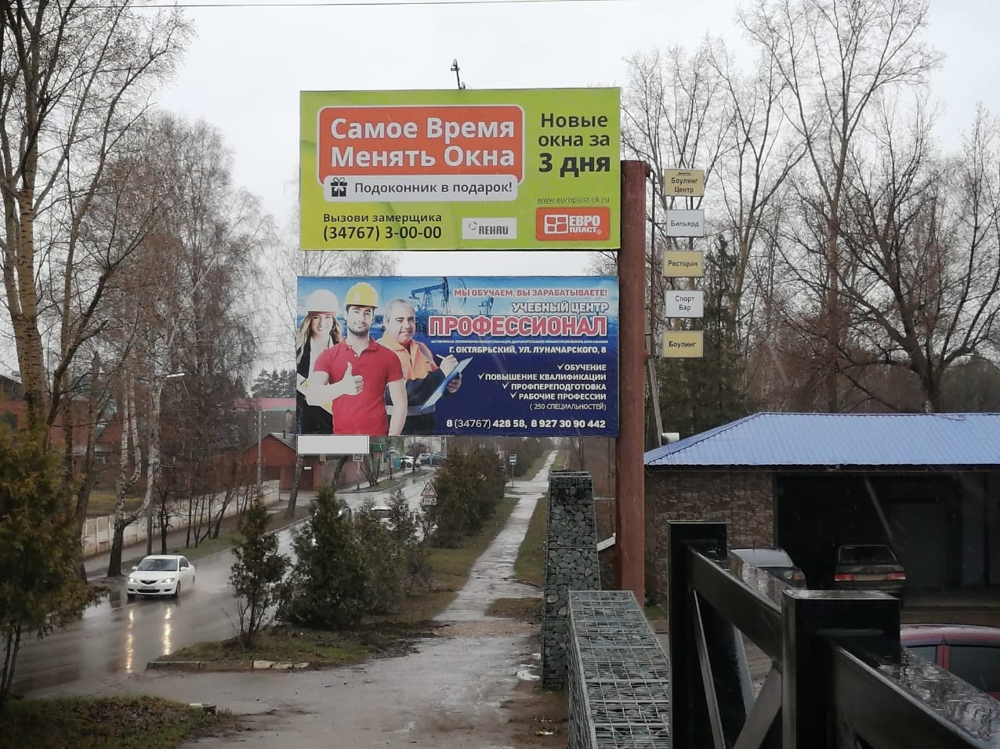 Самое Время
Менять Окна
Подоконник в подарок!
Вызови замерщика
(34767) 3-00-00
REHAU
Новые
окна за
3 дня
www.europlast-ok.ru
ЕВРО
ПЛАСТ
Боулинг
Центр
Бильярд
Ресторан
Спорт
Бар
Боулинг
МЫ ОБУЧАЕМ, ВЫ ЗАРАБАТЫВАЕТЕ!
УЧЕБНЫЙ ЦЕНТР
ПРОФЕССИОНАЛ
Г. ОКТЯБРЬСКИЙ, УЛ. ЛУНАЧАРСКОГО, 8
✓ОБУЧЕНИЕ
✓ПОВЫШЕНИЕ КВАЛИФИКАЦИИ
✓ПРОФПЕРЕПОДГОТОВКА
✓РАБОЧИЕ ПРОФЕССИИ
( 250 СПЕЦИАЛЬНОСТЕЙ)
8 (34767) 428 58, 8 927 30 90 442